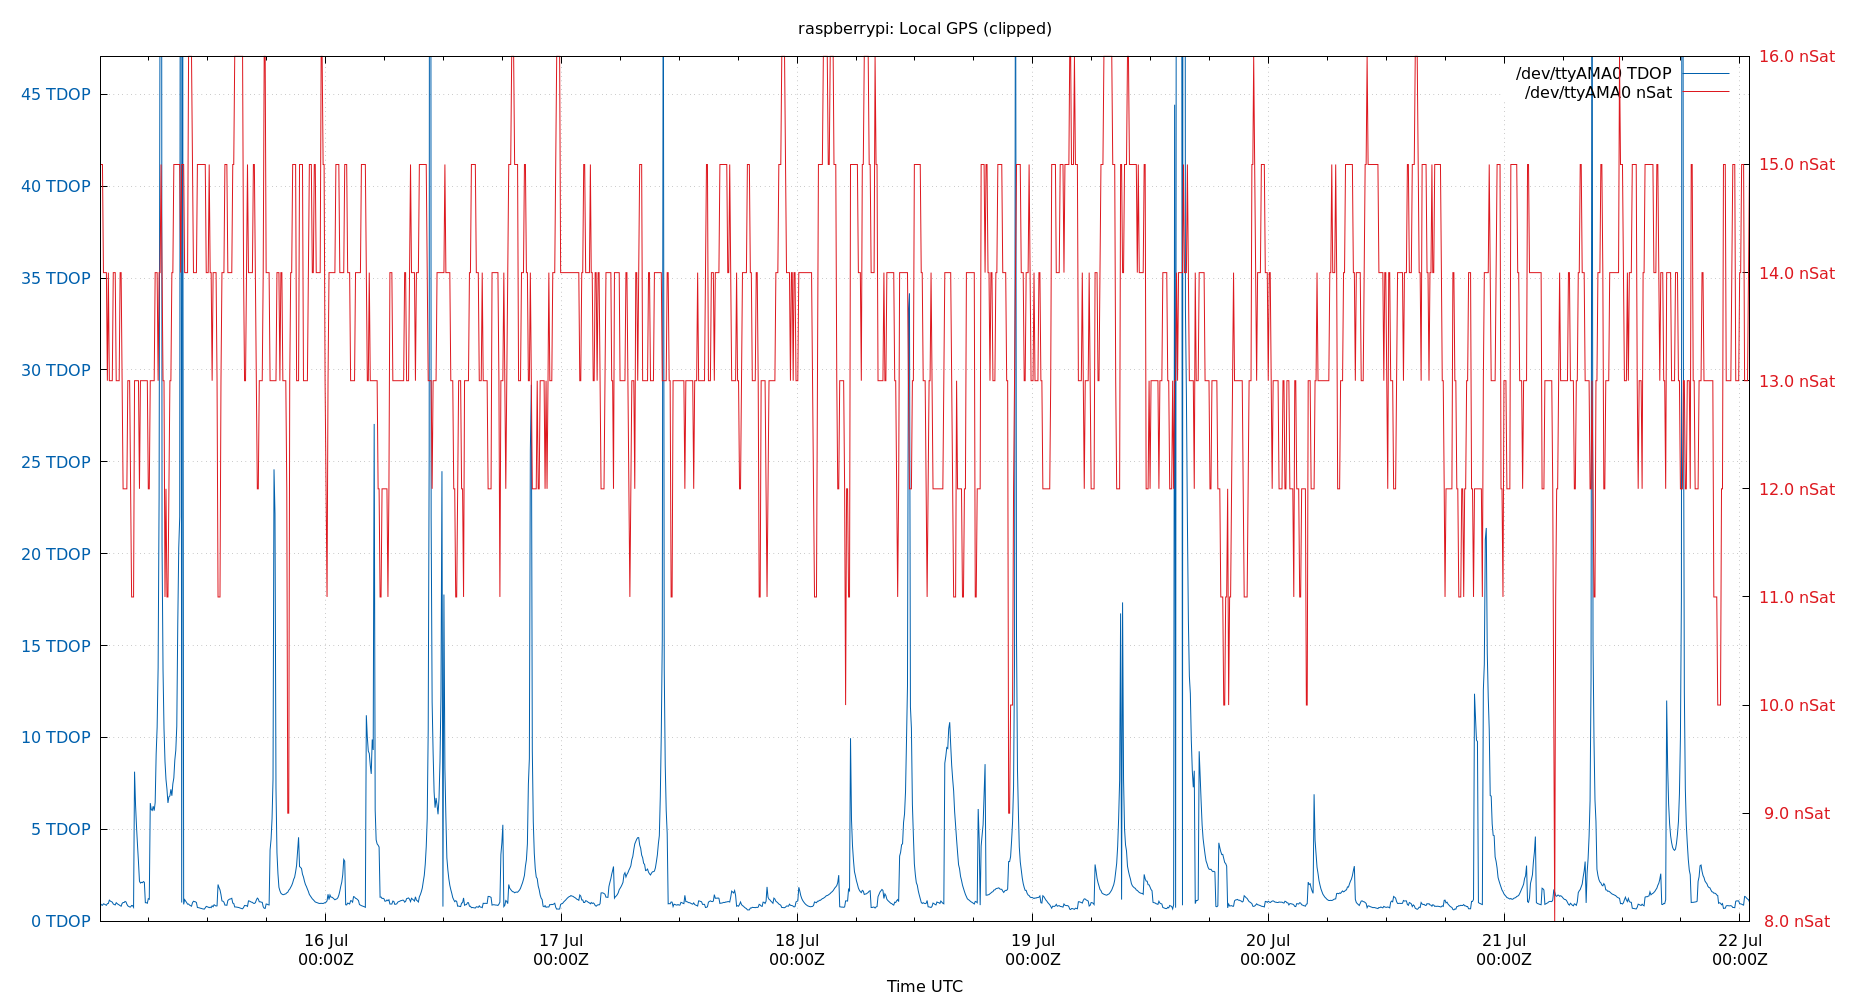 raspberrypi: Local GPS (clipped)
16.0 nSat
/dev/ttyAMA0 TDOP
/dev/ttyAMA0 nSat
45 TDOP
15.0 nSat
40 TDOP
35 TDOP
14.0 nSat
30 TDOP
13.0 nSat
25 TDOP
12.0 nSat
20 TDOP
11.0 nSat
15 TDOP
10.0 nSat
10 TDOP
9.0 nSat
5 TDOP
0 TDOP
8.0 nSat
16 Jul 17 Jul 18 Jul 19 Jul 20 Jul 21 Jul 22 Jul
00:00Z 00:00Z 00:00Z 00:00Z 00:00Z 00:00Z 00:00Z
Time UTC